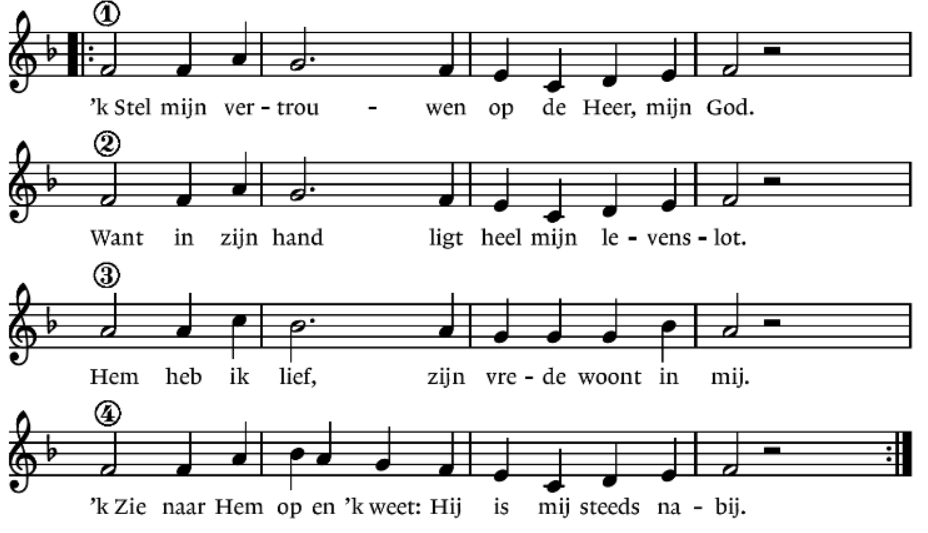 ①
’k Stel mijn ver - trou - wen op de Heer, mijn God.
②
Want in zijn hand ligt heel mijn le - vens - lot.
③
Hem heb ik lief, zijn vre - de woont in mij.
④
’k Zie naar Hem op en ’k weet: Hij is mij steeds na - bij.